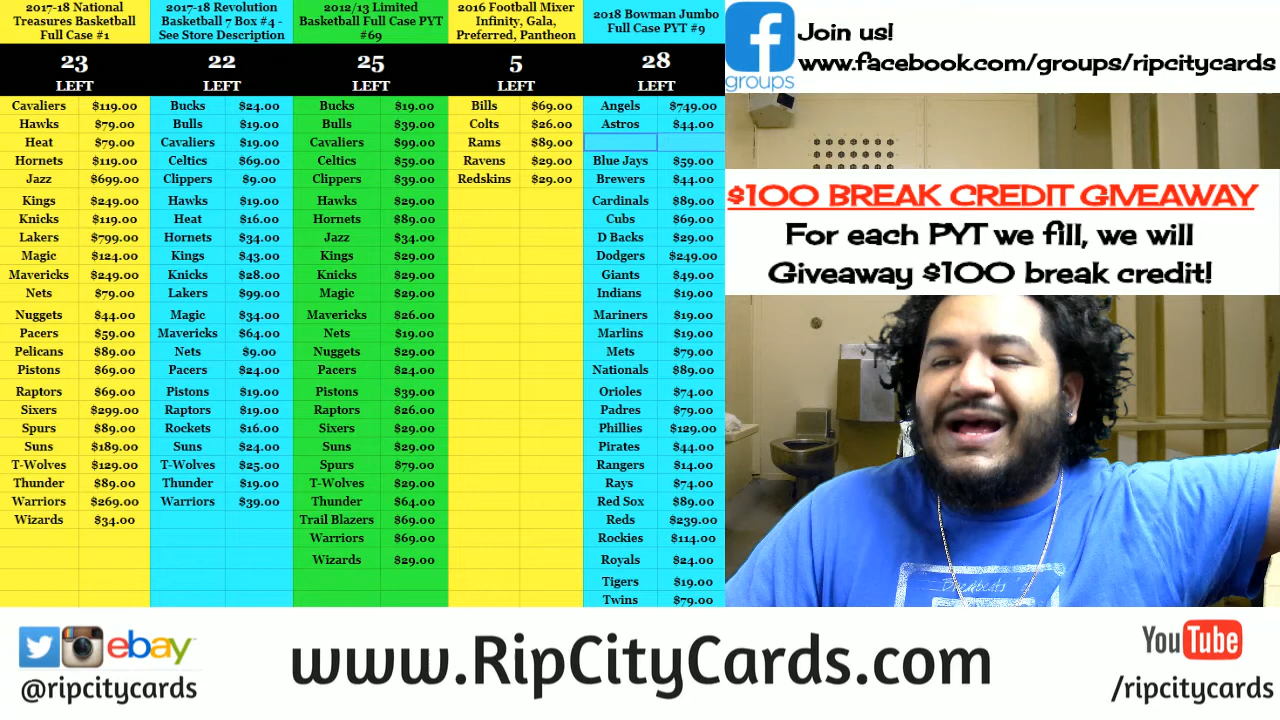 2017-18 National
Treasures Basketball
Full Case #1
23
LEFT
Cavaliers $119.00
Hawks $79.00
Heat $79.00
Hornets $119.00
Jazz $699.00
Kings $249.00
Knicks $119.00
Lakers $799.00
Magic $124.00
Mavericks $249.00
Nets $79.00
Nuggets $44.00
Pacers $59.00
Pelicans $89.00
Pistons $69.00
Raptors $69.00
Sixers $299.00
Spurs $89.00
Suns $189.00
T-Wolves $129.00
Thunder $89.00
Warriors $269.00
Wizards $34.00
2017-18 Revolution
Basketball 7 Box #4 -
See Store Description
22
LEFT
Bucks $24.00
Bulls $19.00
Cavaliers $19.00
Celtics $69.00
Clippers $9.00
Hawks $19.00
Heat $16.00
Hornets $34.00
Kings $43.00
Knicks $28.00
Lakers $99.00
Magic $34.00
Mavericks $64.00
Nets $9.00
Pacers $24.00
Pistons $19.00
Raptors $19.00
Rockets $16.00
Suns $24.00
T-Wolves $25.00
Thunder $19.00
Warriors $39.00
2012/13 Limited
Basketball Full Case PYT
#69
25
LEFT
Bucks $19.00
Bulls $39.00
Cavaliers $99.00
Celtics $59.00
Clippers $39.00
Hawks $29.00
Hornets $89.00
Jazz $34.00
Kings $29.00
Knicks $29.00
Magic $29.00
Mavericks $26.00
Nets $19.00
Nuggets $29.00
Pacers $24.00
Pistons $39.00
Raptors $26.00
Sixers $29.00
Suns $29.00
Spurs $79.00
T-Wolves $29.00
Thunder $64.00
Trail Blazers $69.00
Warriors $69.00
Wizards $29.00
2016 Football Mixer
Infinity, Gala,
Preferred, Pantheon
5
LEFT
Bills $69.00
Colts $26.00
Rams $89.00
Ravens $29.00
Redskins $29.00
2018 Bowman Jumbo
Full Case PYT #9
28
LEFT
Angels $749.00
Astros $44.00
Blue Jays $59.00
Brewers $44.00
Cardinals $89.00
Cubs $69.00
D Backs $29.00
Dodgers $249.00
Giants $49.00
Indians $19.00
Mariners $19.00
Marlins $19.00
Mets $79.00
Nationals $89.00
Orioles $74.00
Padres $79.00
Phillies $129.00
Pirates $44.00
Rangers $14.00
Rays $74.00
Red Sox $89.00
Reds $239.00
Rockies $114.00
Royals $24.00
Tigers $19.00
Twins $79.00
groups
Join us!
www.facebook.com/groups/ripcitycards
$100 BREAK CREDIT GIVEAWAY
For each PYT we fill, we will
Giveaway $100 break credit!
ebay
@ripcitycards
www.RipCityCards.com
YouTube
/ripcitycards